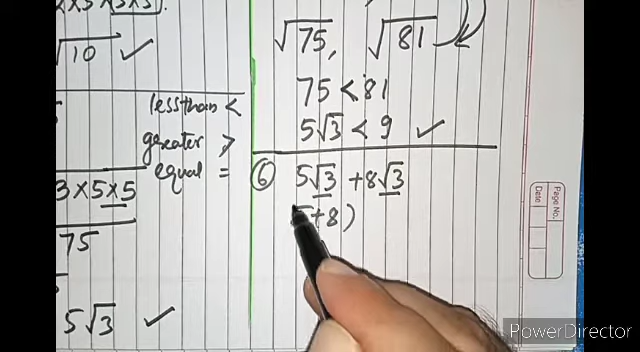 √10 ✓
less than <
greater >
equal =
3 × 5 × 5
75
5√3 ✓
√75, √81
75 < 81
5√3 < 9 ✓
⑥ 5√3 + 8√3
+8)
Page No.
Date
PowerDirector